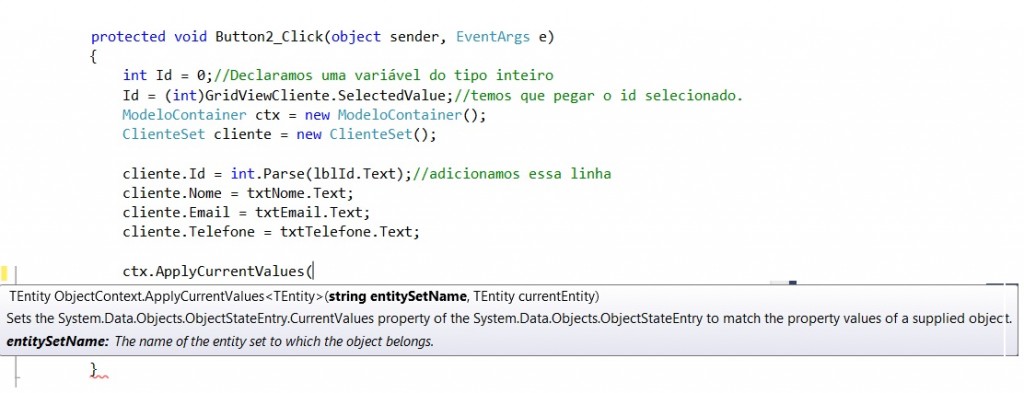 protected void Button2_Click(object sender, EventArgs e)
{
int Id = 0;//Declaramos uma variável do tipo inteiro
Id = (int)GridViewCliente.SelectedValue;//temos que pegar o id selecionado.
ModeloContainer ctx = new ModeloContainer();
ClienteSet cliente = new ClienteSet();
cliente.Id = int.Parse(lblId.Text);//adicionamos essa linha
cliente.Nome = txtNome.Text;
cliente.Email = txtEmail.Text;
cliente.Telefone = txtTelefone.Text;
ctx.ApplyCurrentValues(
TEntity ObjectContext.ApplyCurrentValues<TEntity>(string entitySetName, TEntity currentEntity)
Sets the System.Data.Objects.ObjectStateEntry.CurrentValues property of the System.Data.Objects.ObjectStateEntry to match the property values of a supplied object.
entitySetName: The name of the entity set to which the object belongs.
}